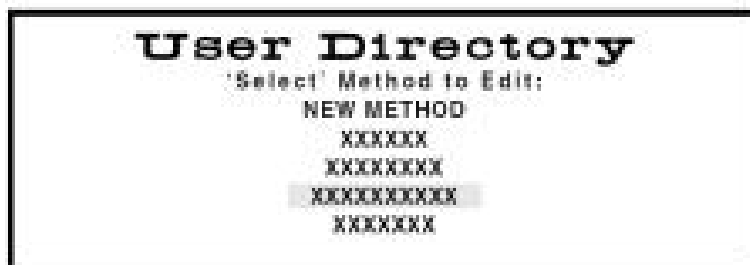 User Directory
'Select' Method to Edit:
NEW METHOD
XXXXXX
XXXXXXXX
XXXXXXXXXX
XXXXXXX